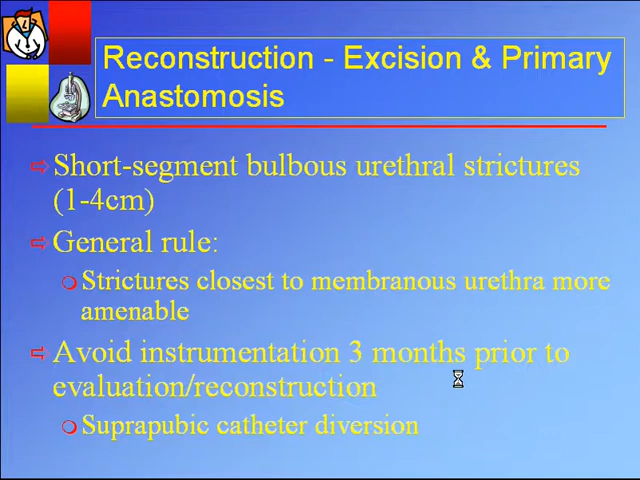 Reconstruction - Excision & Primary
Anastomosis
Short-segment bulbous urethral strictures
(1-4cm)
General rule:
Strictures closest to membranous urethra more
amenable
Avoid instrumentation 3 months prior to
evaluation/reconstruction
Suprapubic catheter diversion